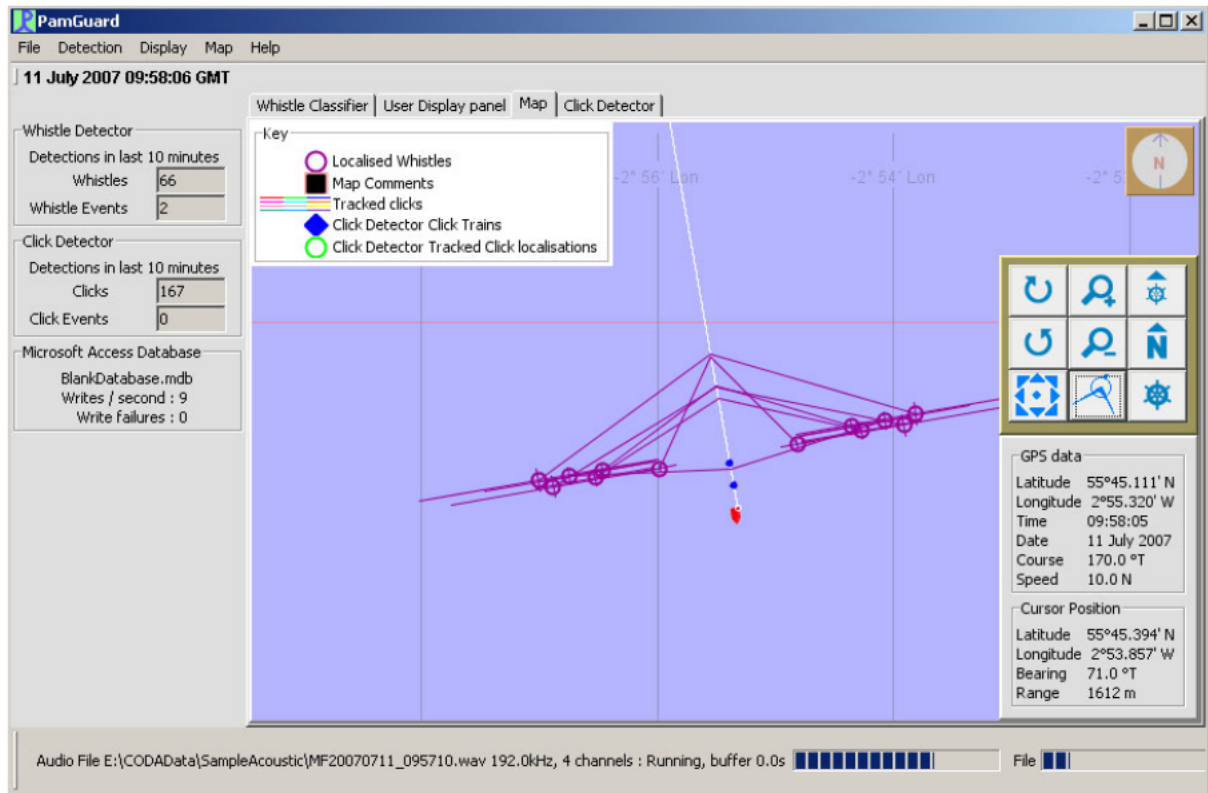 PamGuard
File Detection Display Map Help
11 July 2007 09:58:06 GMT
Whistle Classifier User Display panel Map Click Detector
Whistle Detector
Detections in last 10 minutes
Whistles 66
Whistle Events 2
Click Detector
Detections in last 10 minutes
Clicks 167
Click Events 0
Microsoft Access Database
BlankDatabase.mdb
Writes / second : 9
Write failures : 0
Key
Localised Whistles
Map Comments
Tracked clicks
Click Detector Click Trains
Click Detector Tracked Click localisations
-2° 56' Lon
-2° 54' Lon
-2° 5
N
N
GPS data
Latitude 55°45.111' N
Longitude 2°55.320' W
Time 09:58:05
Date 11 July 2007
Course 170.0 °T
Speed 10.0 N
Cursor Position
Latitude 55°45.394' N
Longitude 2°53.857' W
Bearing 71.0 °T
Range 1612 m
Audio File E:\CODAData\SampleAcoustic\MF20070711_095710.wav 192.0kHz, 4 channels : Running, buffer 0.0s
File